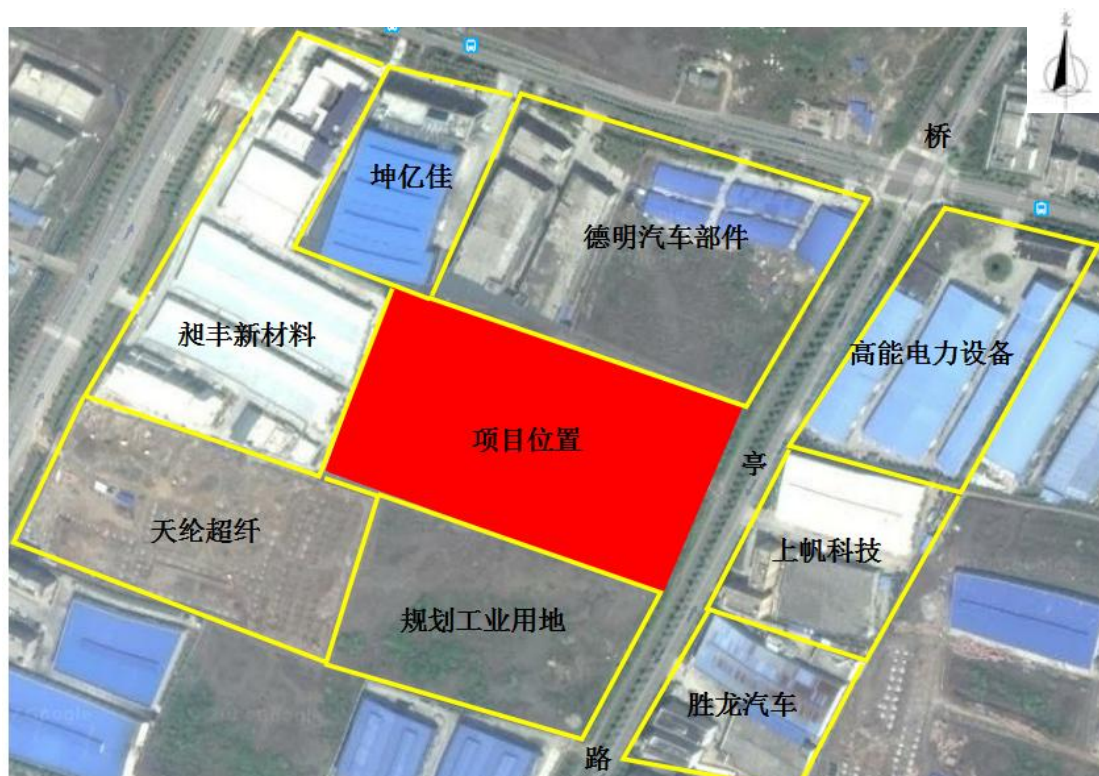 北
桥
坤亿佳
德明汽车部件
昶丰新材料
高能电力设备
项目位置
亭
天纶超纤
上帆科技
规划工业用地
胜龙汽车
路